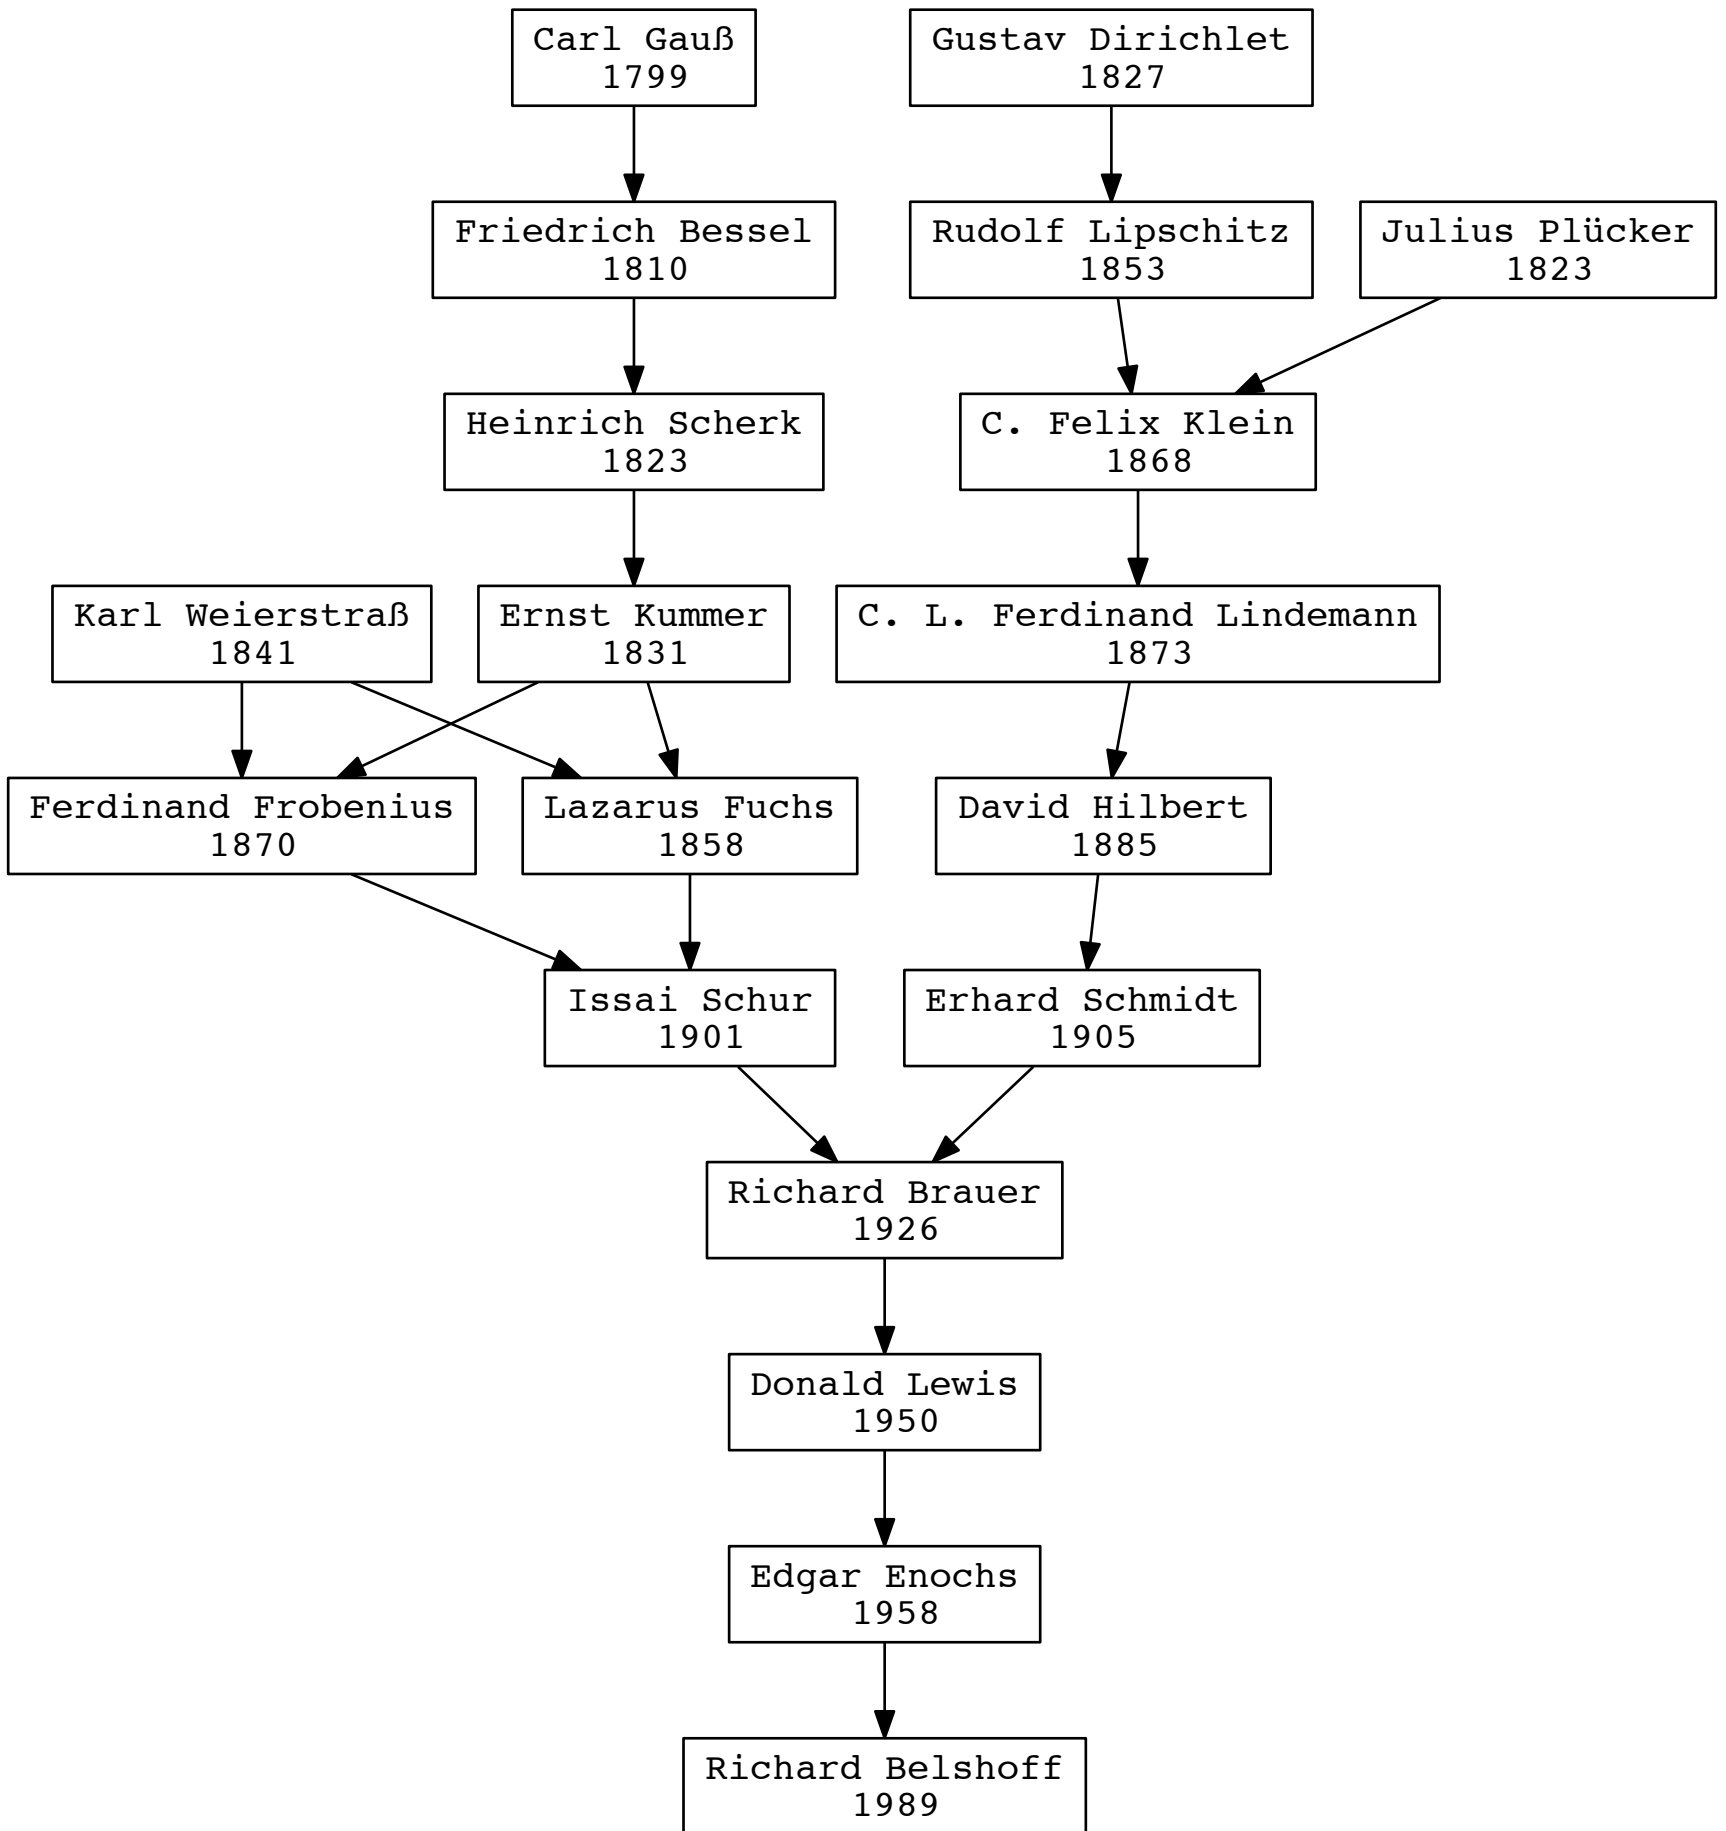 Carl Gauß
1799
Gustav Dirichlet
1827
Friedrich Bessel
1810
Rudolf Lipschitz
1853
Julius Plücker
1823
Heinrich Scherk
1823
C. Felix Klein
1868
Karl Weierstraß
1841
Ernst Kummer
1831
C. L. Ferdinand Lindemann
1873
Ferdinand Frobenius
1870
Lazarus Fuchs
1858
David Hilbert
1885
Issai Schur
1901
Erhard Schmidt
1905
Richard Brauer
1926
Donald Lewis
1950
Edgar Enochs
1958
Richard Belshoff
1989